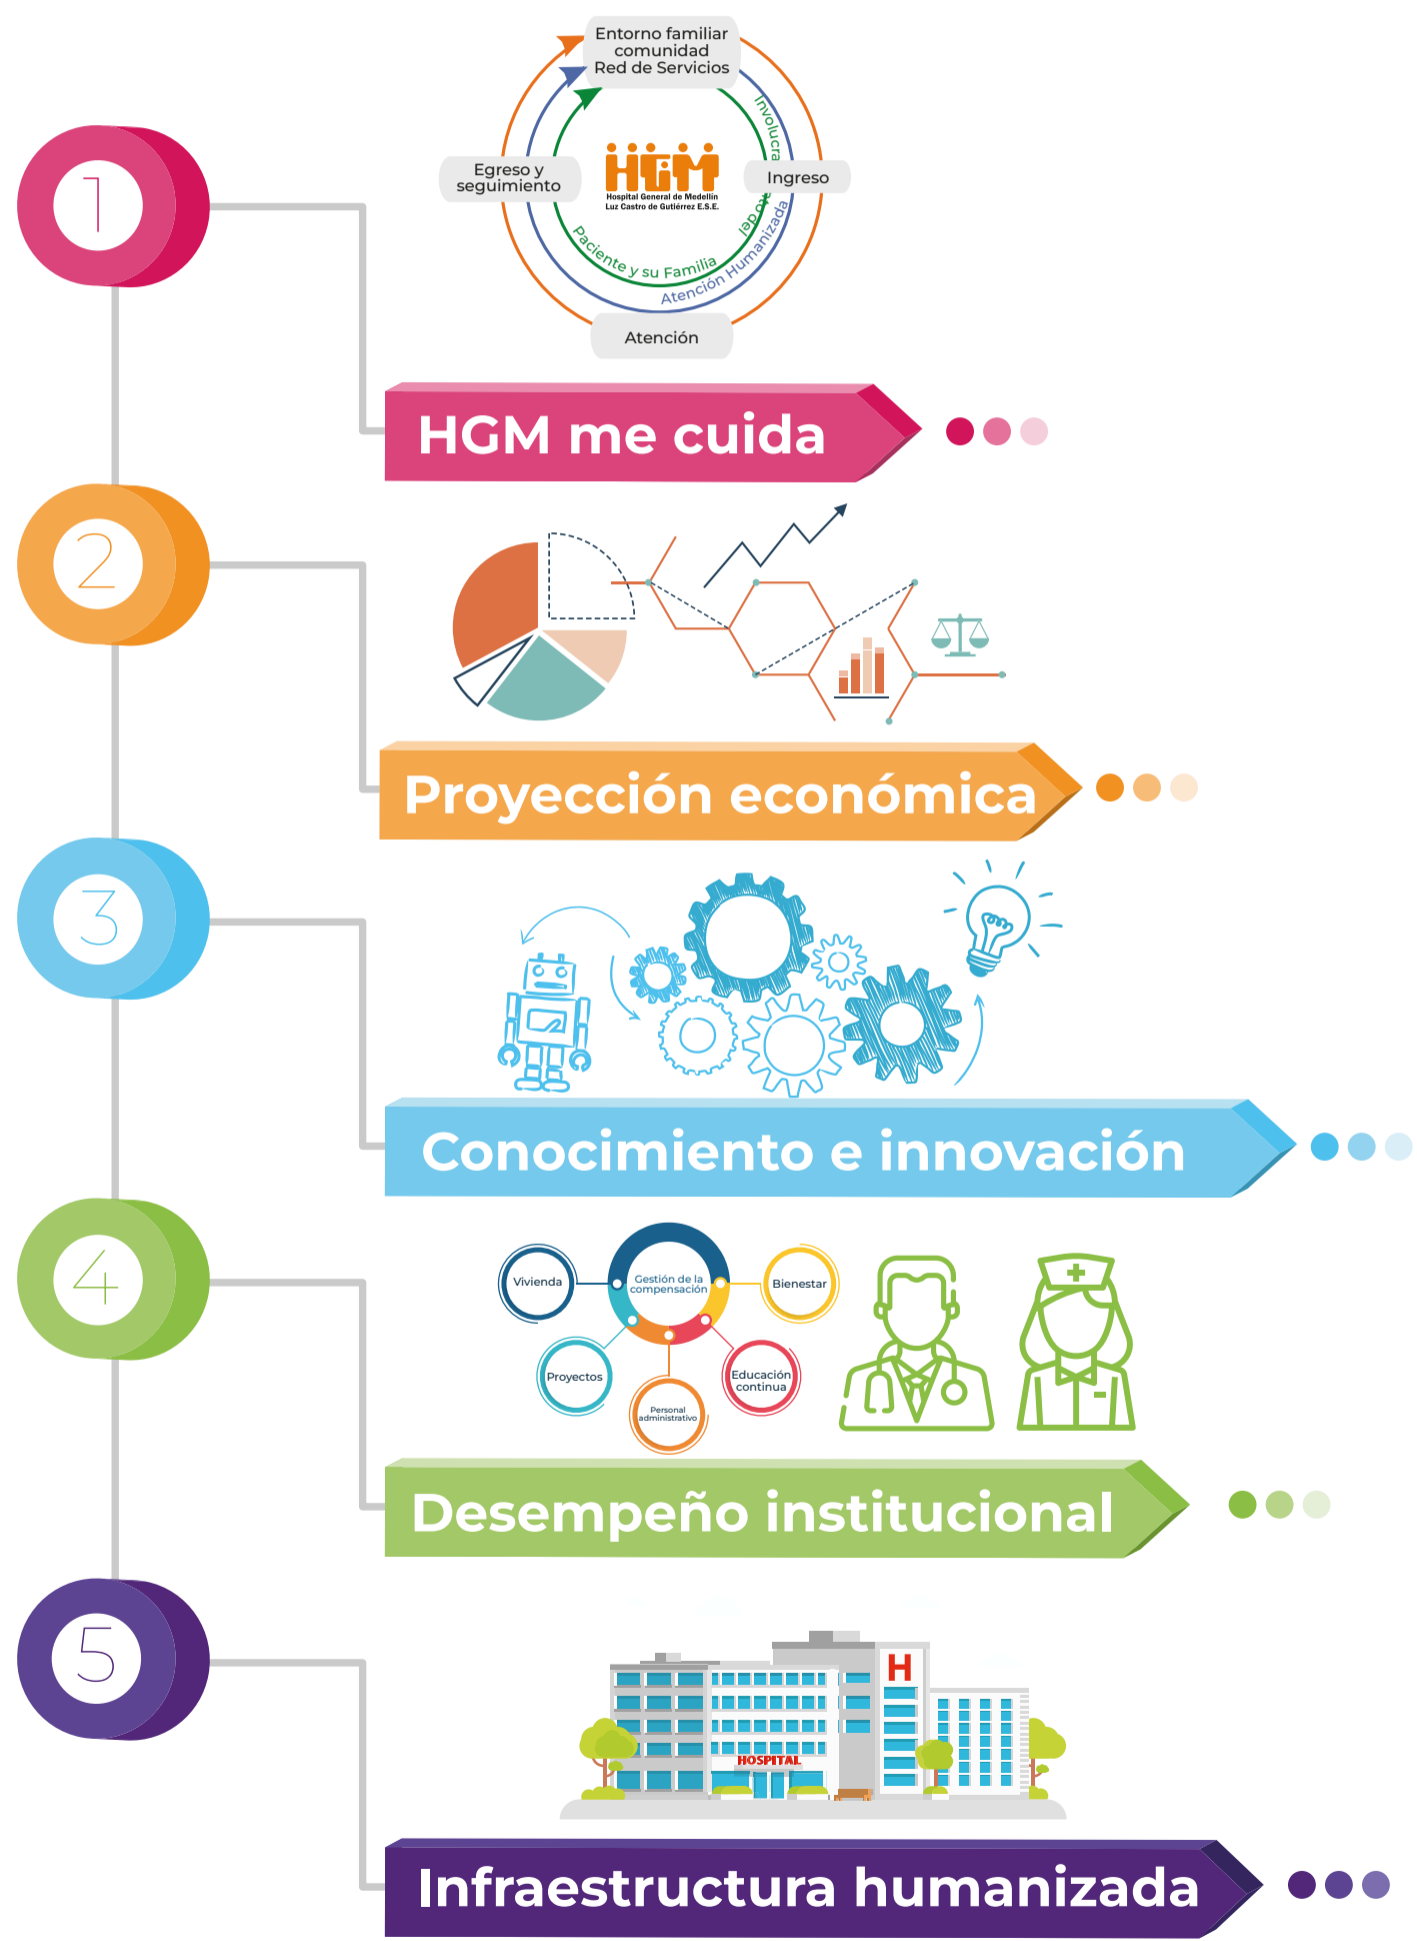 1
Entorno familiar
comunidad
Red de Servicios
Egreso y
seguimiento
Ingreso
Atención
HGM
Hospital General de Medellín
Luz Castro de Gutiérrez E.S.E.
Paciente y su Familia
Atención Humanizada
HGM me cuida
2
Proyección económica
3
Conocimiento e innovación
4
Vivienda
Gestión de la
compensación
Bienestar
Proyectos
Personal
administrativo
Educación
continua
Desempeño institucional
5
H
HOSPITAL
Infraestructura humanizada